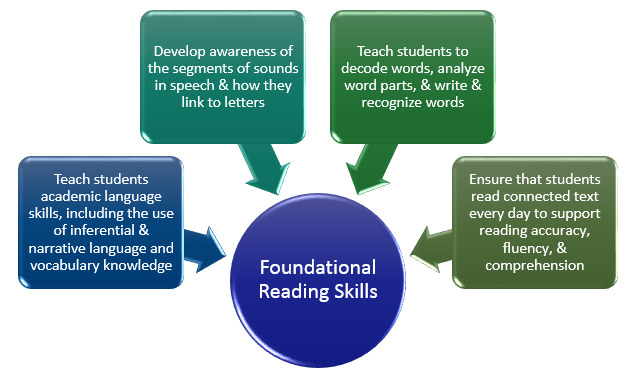 Develop awareness of
the segments of sounds
in speech & how they
link to letters
Teach students to
decode words, analyze
word parts, & write &
recognize words
Teach students
academic language
skills, including the use
of inferential &
narrative language and
vocabulary knowledge
Ensure that students
read connected text
every day to support
reading accuracy,
fluency, &
comprehension
Foundational
Reading Skills